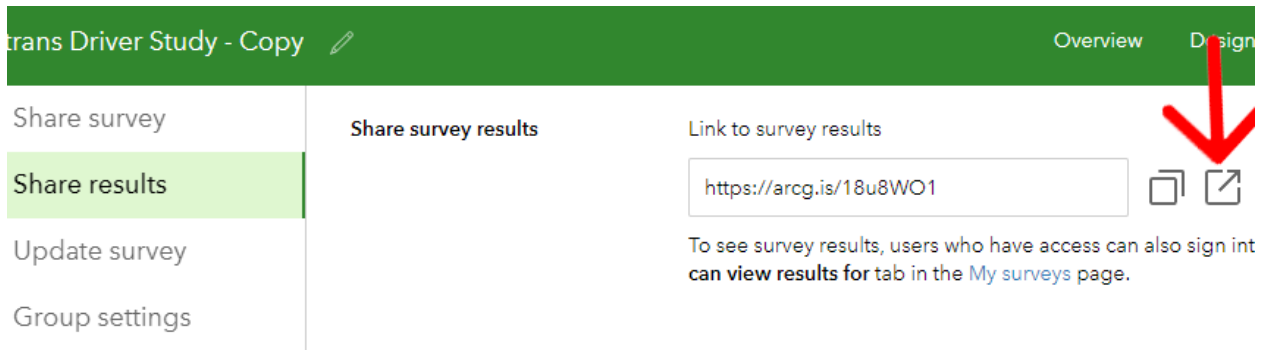 trans Driver Study - Copy
Overview
Design
Share survey
Share results
Update survey
Group settings
Share survey results
Link to survey results
https://arcg.is/18u8WO1
To see survey results, users who have access can also sign int
can view results for tab in the My surveys page.